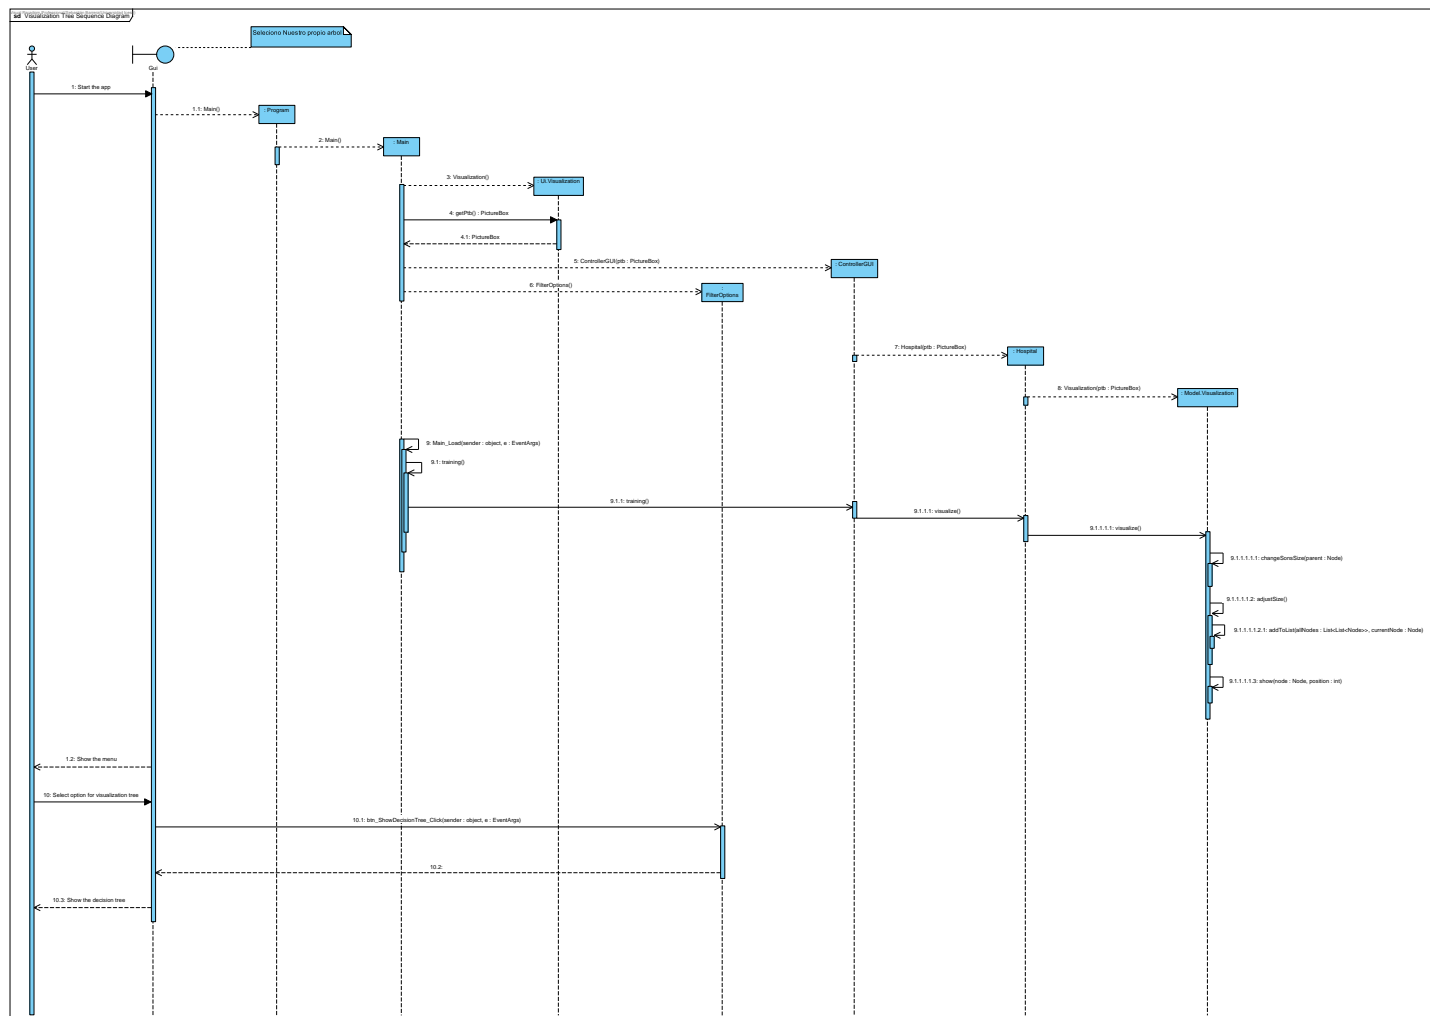 sd Visualization Tree Sequence Diagram
Seleciono Nuestro propio arbol
User
Gui
1: Start the app
1.1: Main()
: Program
2: Main()
: Main
3: Visualization()
: UI.Visualization
4: getPtb() : PictureBox
4.1: PictureBox
5: ControllerGUI(ptb : PictureBox)
: ControllerGUI
6: FilterOptions()
:
FilterOptions
7: Hospital(ptb : PictureBox)
: Hospital
8: Visualization(ptb : PictureBox)
: Model.Visualization
9: Main_Load(sender : object, e : EventArgs)
9.1: training()
9.1.1: training()
9.1.1.1: visualize()
9.1.1.1.1: visualize()
9.1.1.1.1.1: changeSonsSize(parent : Node)
9.1.1.1.1.2: adjustSize()
9.1.1.1.1.2.1: addToList(allNodes : List<List<Node>>, currentNode : Node)
9.1.1.1.1.3: show(node : Node, position : int)
1.2: Show the menu
10: Select option for visualization tree
10.1: btn_ShowDecisionTree_Click(sender : object, e : EventArgs)
10.2:
10.3: Show the decision tree